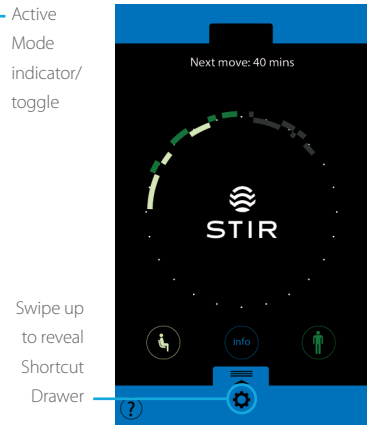 Active
Mode
indicator/
toggle
Next move: 40 mins
STIR
info
Swipe up
to reveal
Shortcut
Drawer
?